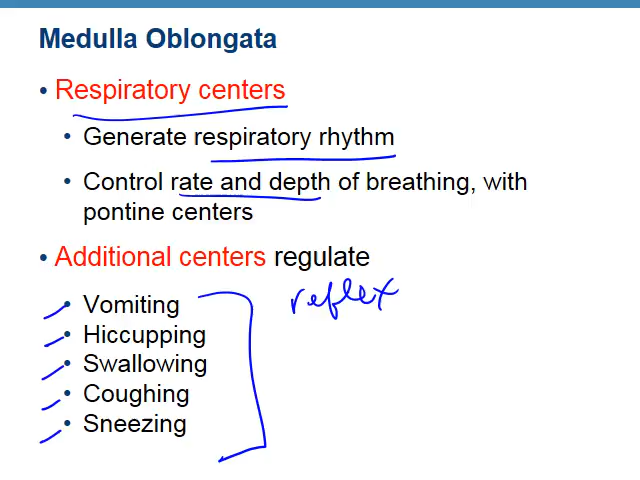 Medulla Oblongata
• Respiratory centers
• Generate respiratory rhythm
• Control rate and depth of breathing, with
pontine centers
• Additional centers regulate
• Vomiting
reflex
• Hiccupping
• Swallowing
• Coughing
• Sneezing